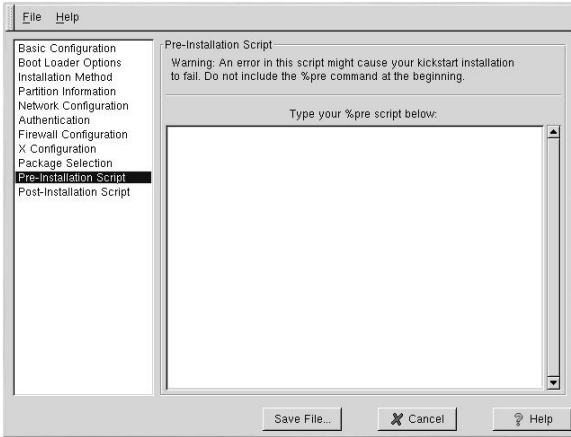 File Help
Basic Configuration
Boot Loader Options
Installation Method
Partition Information
Network Configuration
Authentication
Firewall Configuration
X Configuration
Package Selection
Pre-Installation Script
Post-Installation Script
Pre-Installation Script
Warning: An error in this script might cause your kickstart installation
to fail. Do not include the %pre command at the beginning.
Type your %pre script below:
Save File... Cancel Help